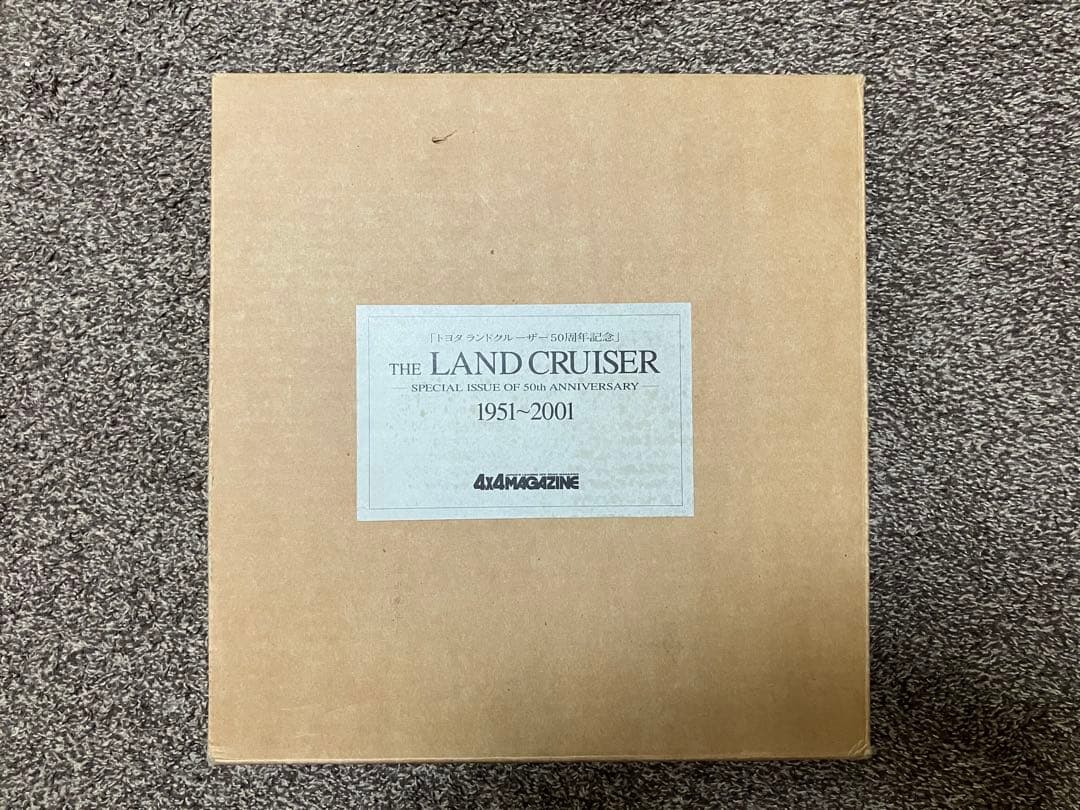 「トヨタ ランドクルーザー50周年記念」
THE LAND CRUISER
SPECIAL ISSUE OF 50th ANNIVERSARY
1951~2001
4x4MAGAZINE